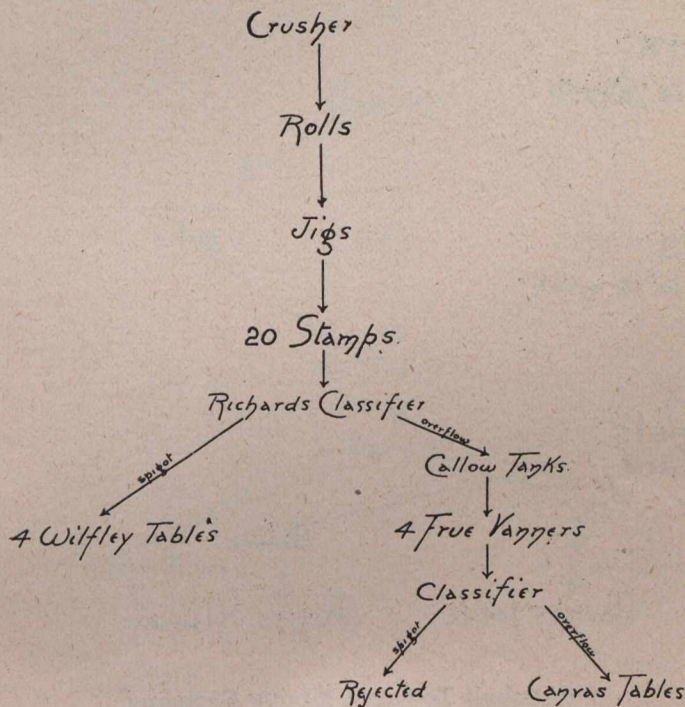 Crusher
Rolls
Jigs
20 Stamps.
Richards Classifier
spigot
overflow
Callow Tanks.
4 Wilfley Tables
4 Frue Vanners
Classifier
spigot
overflow
Rejected
Canvas Tables